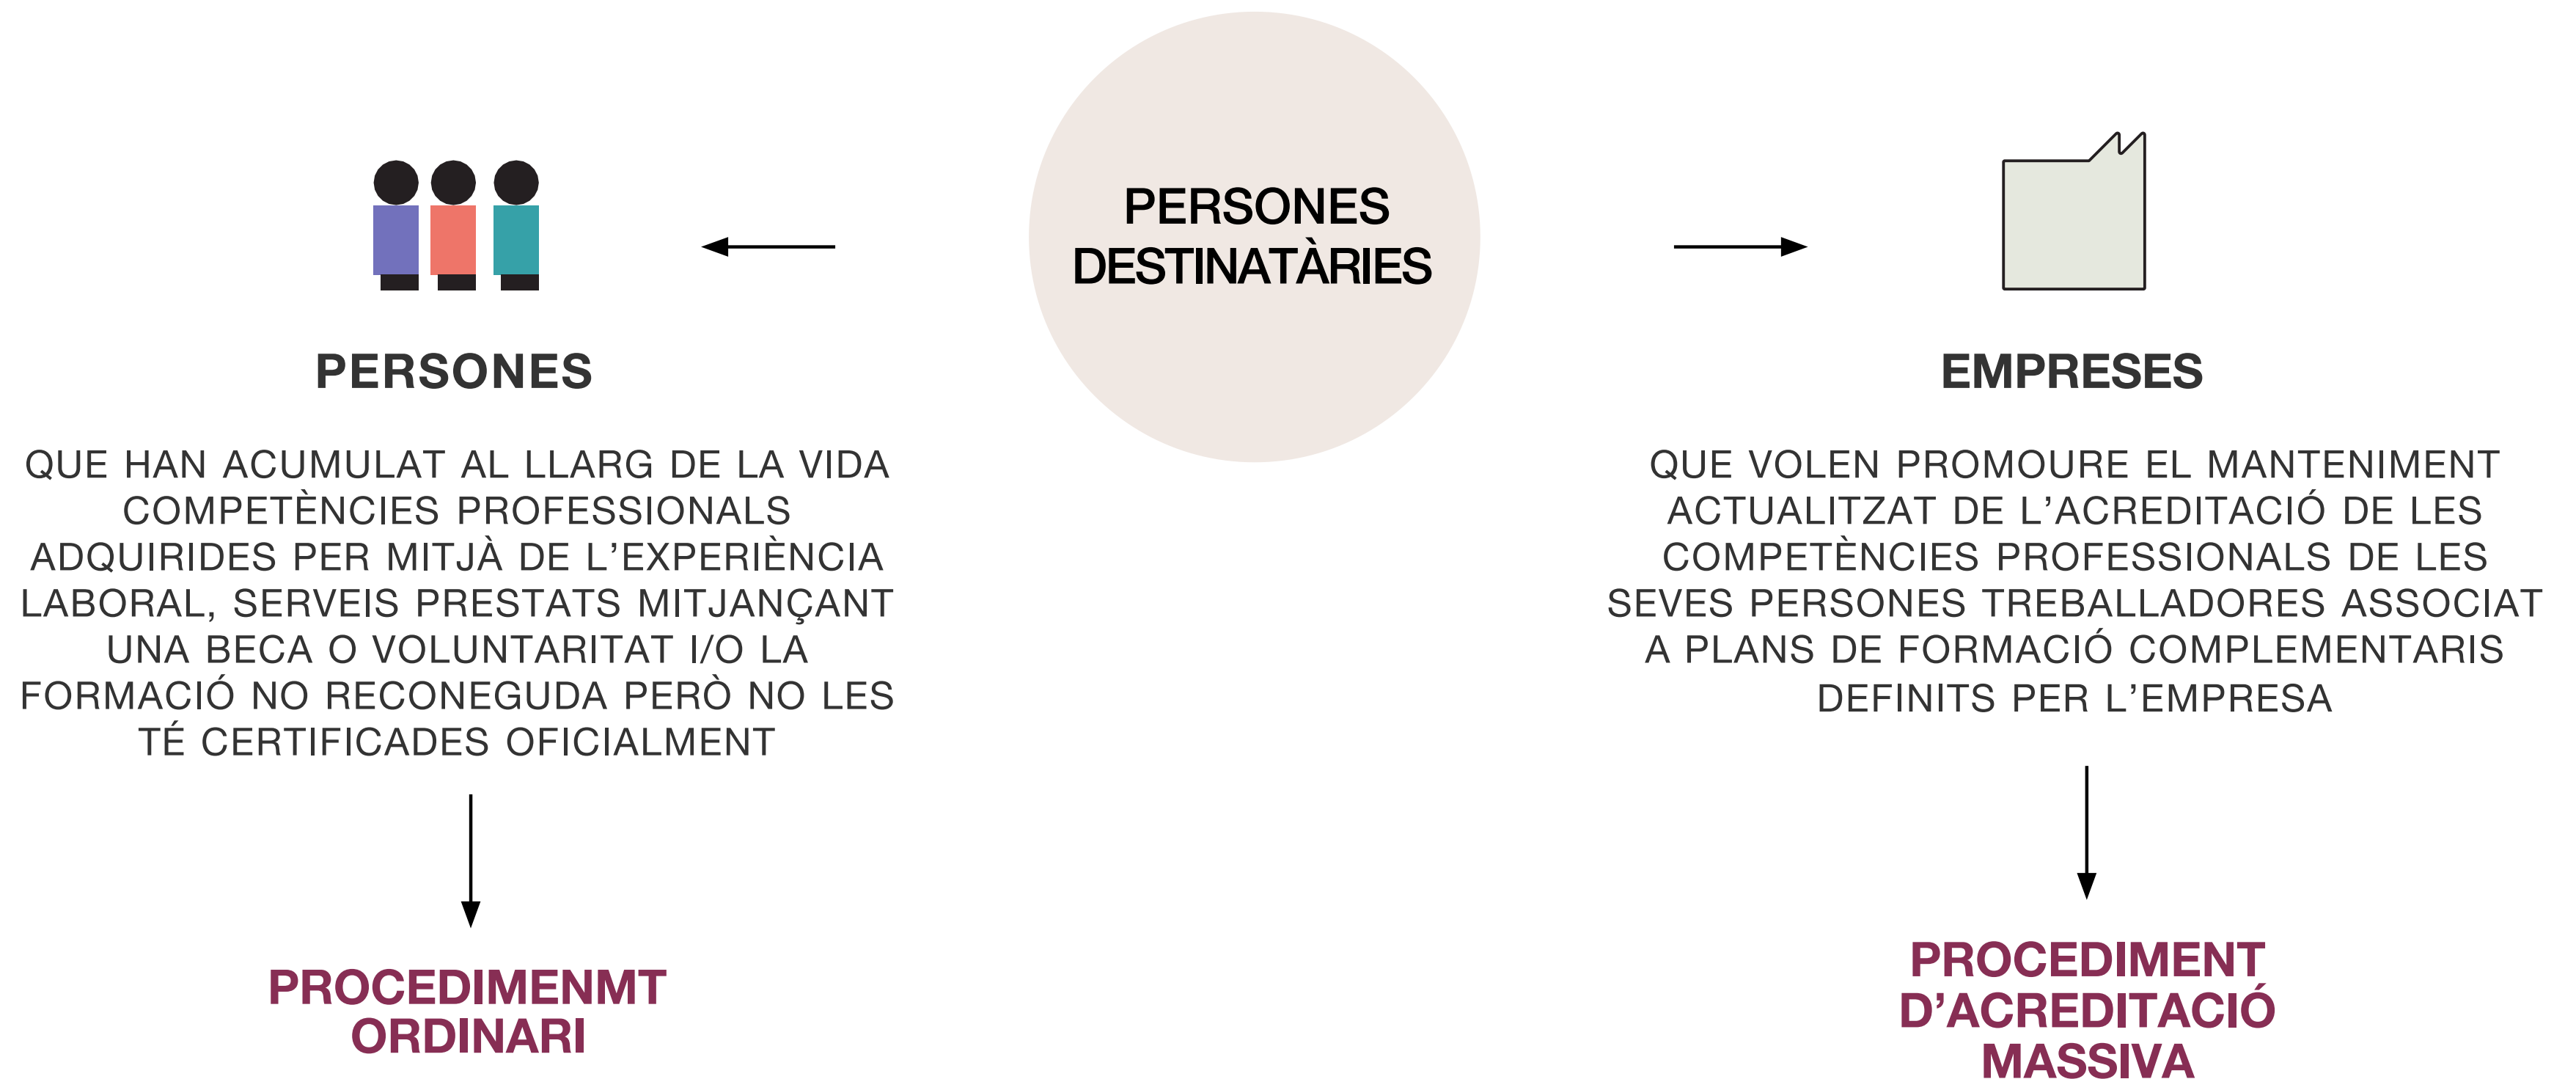 PERSONES
DESTINATÀRIES
PERSONES
QUE HAN ACUMULAT AL LLARG DE LA VIDA
COMPETÈNCIES PROFESSIONALS
ADQUIRIDES PER MITJÀ DE L’EXPERIÈNCIA
LABORAL, SERVEIS PRESTATS MITJANÇANT
UNA BECA O VOLUNTARITAT I/O LA
FORMACIÓ NO RECONEGUDA PERÒ NO LES
TÉ CERTIFICADES OFICIALMENT
PROCEDIMENMT
ORDINARI
EMPRESES
QUE VOLEN PROMOURE EL MANTENIMENT
ACTUALITZAT DE L’ACREDITACIÓ DE LES
COMPETÈNCIES PROFESSIONALS DE LES
SEVES PERSONES TREBALLADORES ASSOCIAT
A PLANS DE FORMACIÓ COMPLEMENTARIS
DEFINITS PER L’EMPRESA
PROCEDIMENT
D’ACREDITACIÓ
MASSIVA